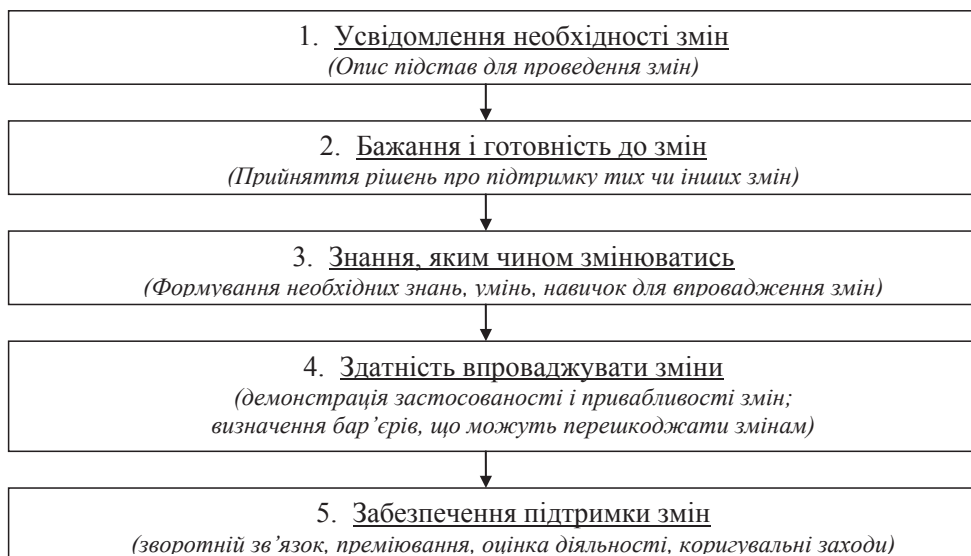 1. Усвідомлення необхідності змін
(Опис підстав для проведення змін)
2. Бажання і готовність до змін
(Прийняття рішень про підтримку тих чи інших змін)
3. Знання, яким чином змінюватись
(Формування необхідних знань, умінь, навичок для впровадження змін)
4. Здатність впроваджувати зміни
(демонстрація застосованості і привабливості змін;
визначення бар’єрів, що можуть перешкоджати змінам)
5. Забезпечення підтримки змін
(зворотній зв’язок, преміювання, оцінка діяльності, коригувальні заходи)